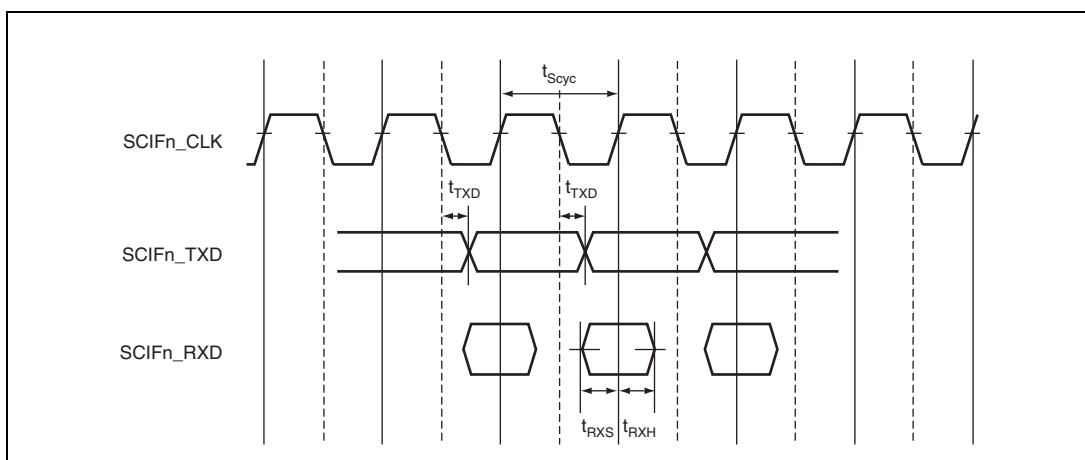 tScyc
SCIFn_CLK
tTXD tTXD
SCIFn_TXD
SCIFn_RXD
tRXS tRXH